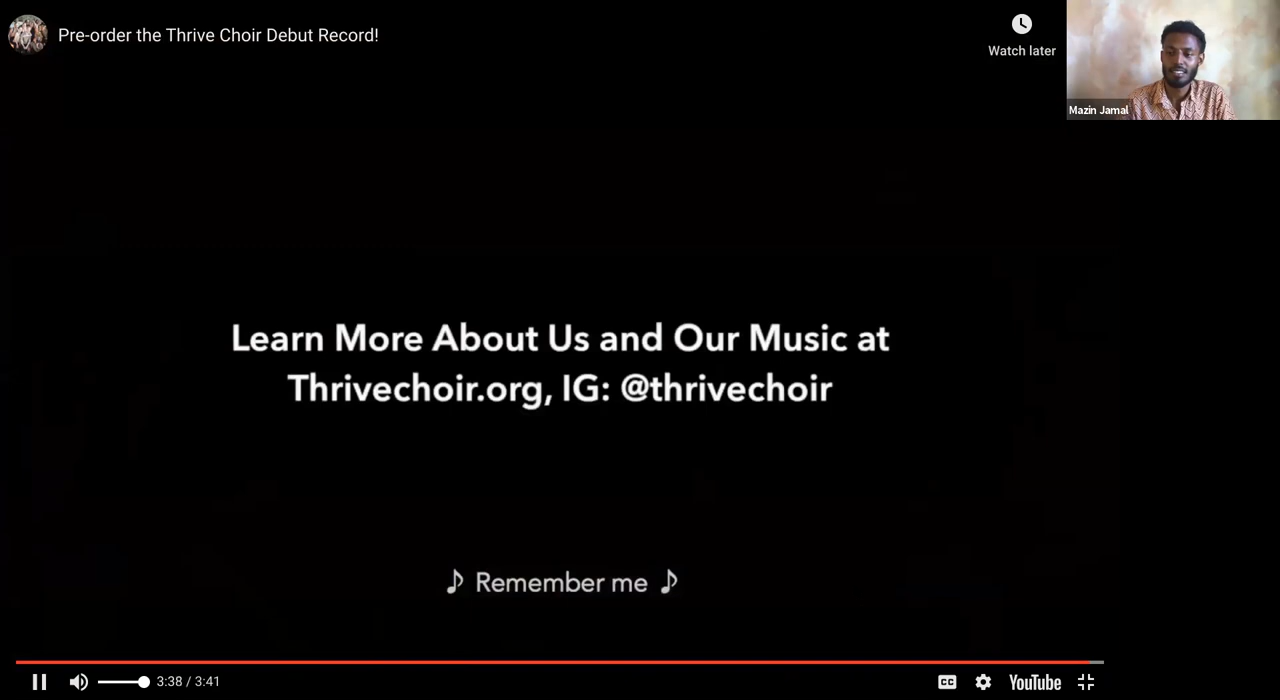 Pre-order the Thrive Choir Debut Record!
Watch later
Mazin Jamal
Learn More About Us and Our Music at
Thrivechoir.org, IG: @thrivechoir
♪ Remember me ♪
3:38 / 3:41
CC
YouTube